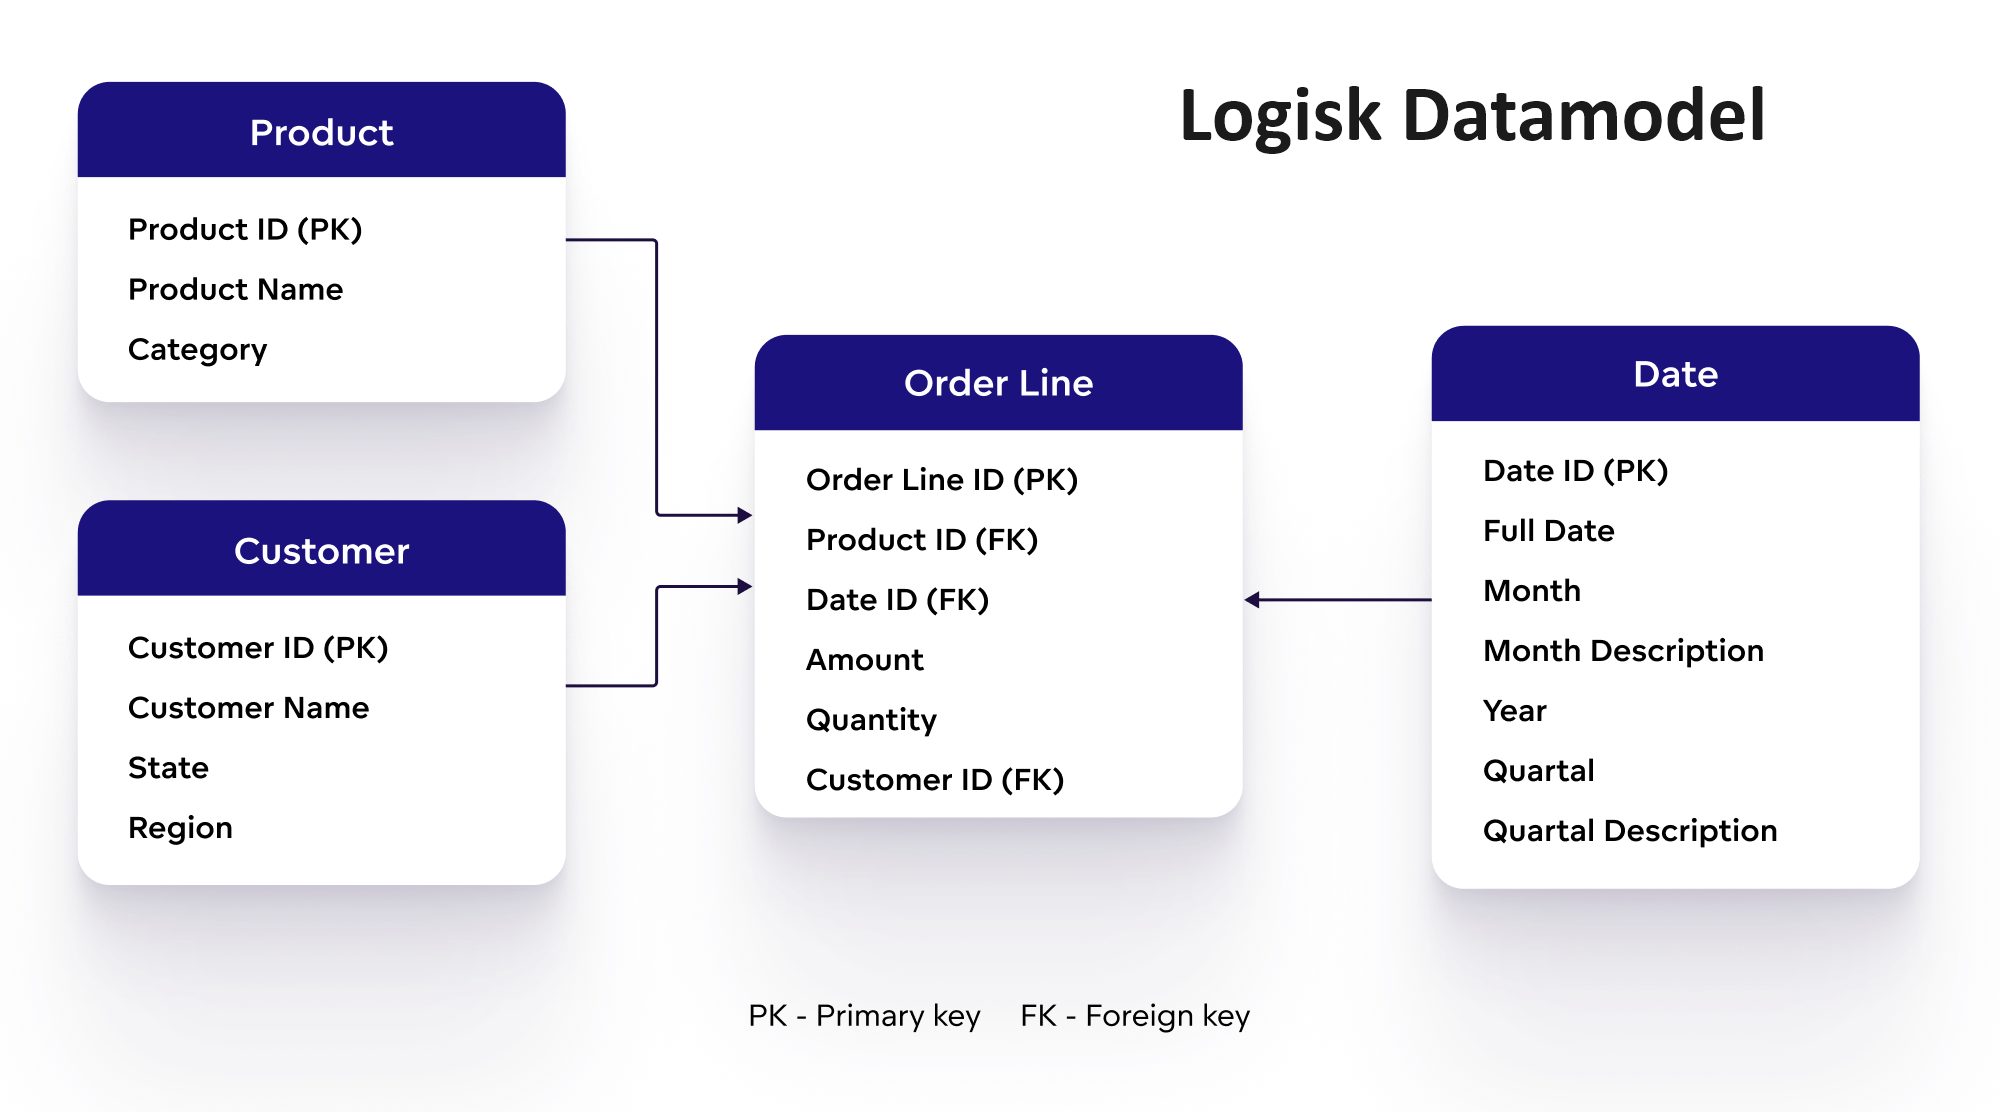 Logisk Datamodel
Product
Product ID (PK)
Product Name
Category
Customer
Customer ID (PK)
Customer Name
State
Region
Order Line
Order Line ID (PK)
Product ID (FK)
Date ID (FK)
Amount
Quantity
Customer ID (FK)
Date
Date ID (PK)
Full Date
Month
Month Description
Year
Quartal
Quartal Description
PK - Primary key FK - Foreign key